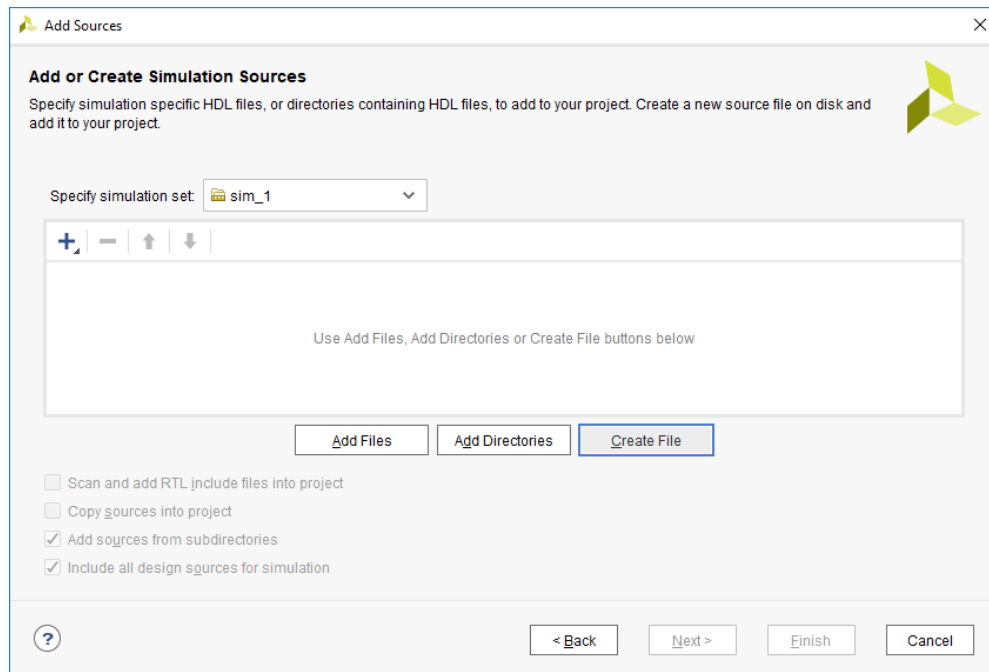 Add Sources
Add or Create Simulation Sources
Specify simulation specific HDL files, or directories containing HDL files, to add to your project. Create a new source file on disk and
add it to your project.
Specify simulation set: sim_1
Use Add Files, Add Directories or Create File buttons below
Add Files Add Directories Create File
Scan and add RTL include files into project
Copy sources into project
Add sources from subdirectories
Include all design sources for simulation
? < Back Next > Finish Cancel